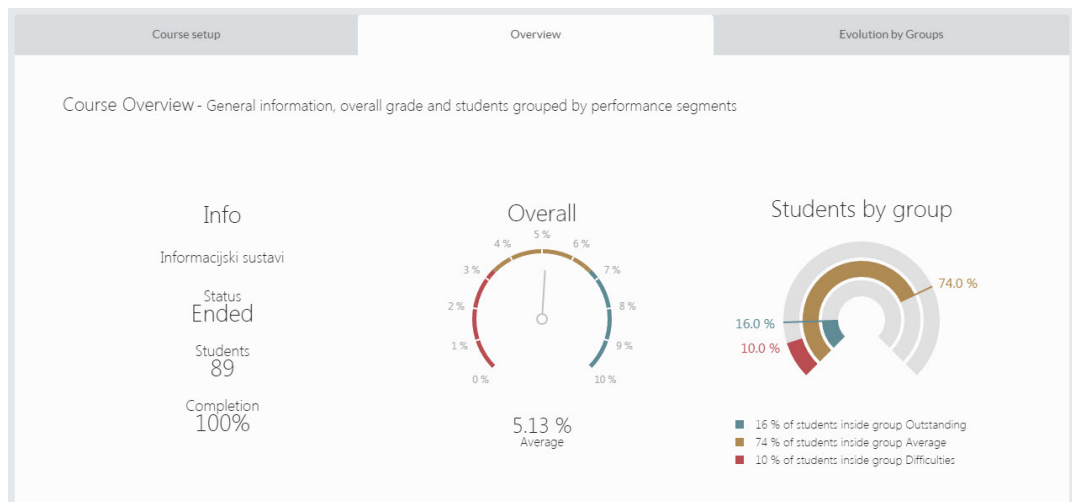 Course setup
Overview
Evolution by Groups
Course Overview - General information, overall grade and students grouped by performance segments
Info
Informacijski sustavi
Status
Ended
Students
89
Completion
100%
Overall
0 %
1 %
2 %
3 %
4 %
5 %
6 %
7 %
8 %
9 %
10 %
5.13 %
Average
Students by group
74.0 %
16.0 %
10.0 %
16 % of students inside group Outstanding
74 % of students inside group Average
10 % of students inside group Difficulties